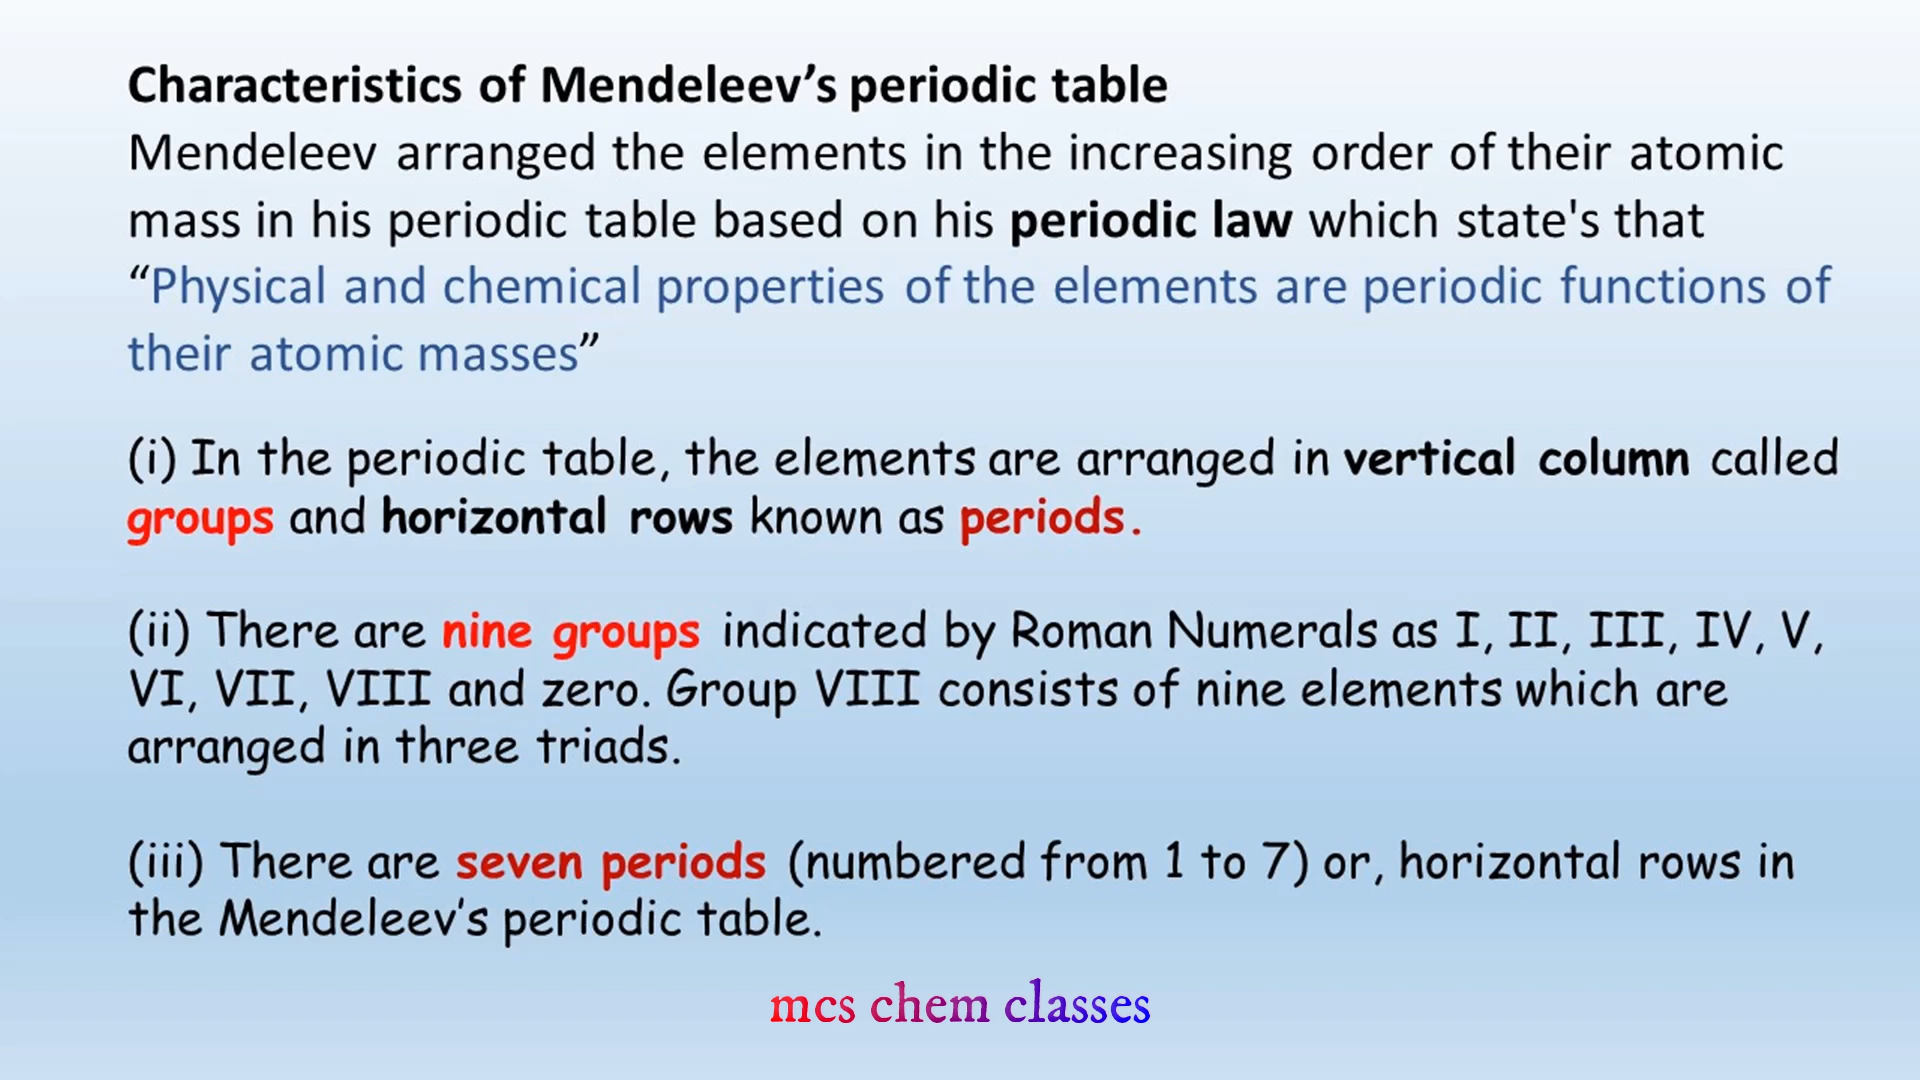 Characteristics of Mendeleev’s periodic table
Mendeleev arranged the elements in the increasing order of their atomic
mass in his periodic table based on his periodic law which state's that
“Physical and chemical properties of the elements are periodic functions of
their atomic masses”
(i) In the periodic table, the elements are arranged in vertical column called
groups and horizontal rows known as periods.
(ii) There are nine groups indicated by Roman Numerals as I, II, III, IV, V,
VI, VII, VIII and zero. Group VIII consists of nine elements which are
arranged in three triads.
(iii) There are seven periods (numbered from 1 to 7) or, horizontal rows in
the Mendeleev’s periodic table.
mcs chem classes